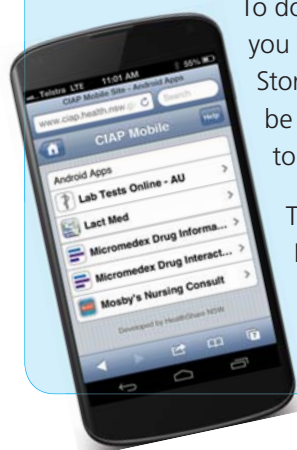 To do
you
Stor
be
to
T
...Telstra LTE 11:01 AM 55%
CIAP Mobile Site - Android Apps
www.ciap.health.nsw.g Search
CIAP Mobile
Help
Android Apps
Lab Tests Online - AU
Lact Med
Micromedex Drug Informa...
Micromedex Drug Interact...
Mosby's Nursing Consult
Developed by HealthShare NSW